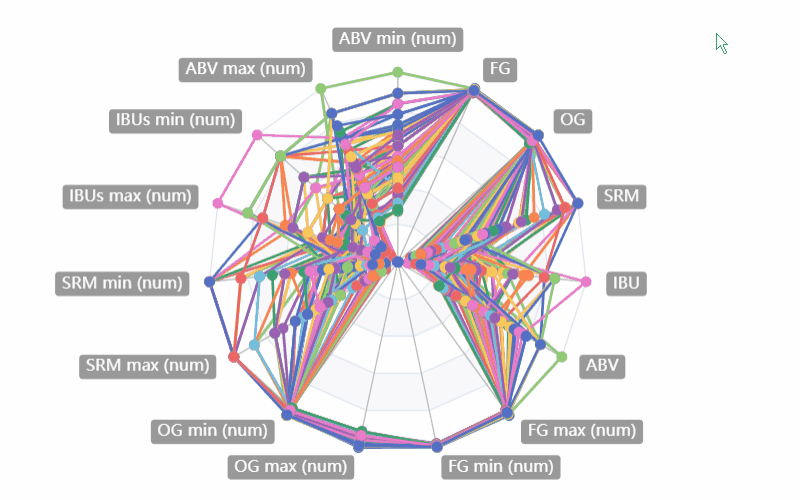 ABV min (num)
ABV max (num)
FG
IBUs min (num)
OG
IBUs max (num)
SRM
SRM min (num)
IBU
SRM max (num)
ABV
OG min (num)
FG max (num)
OG max (num)
FG min (num)